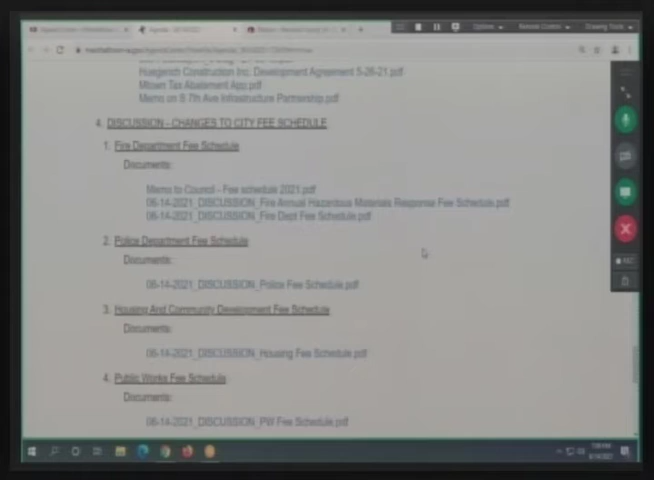 Huegerich Construction Inc. Development Agreement 5-26-21.pdf
Mtown Tax Abatement App.pdf
Memo on S 7th Ave Infrastructure Partnership.pdf
4. DISCUSSION - CHANGES TO CITY FEE SCHEDULE
1. Fire Department Fee Schedule
Documents:
Memo to Council - Fee schedule 2021.pdf
06-14-2021_DISCUSSION_Fire Annual Hazardous Materials Response Fee Schedule.pdf
06-14-2021_DISCUSSION_Fire Dept Fee Schedule.pdf
2. Police Department Fee Schedule
Documents:
06-14-2021_DISCUSSION_Police Fee Schedule.pdf
3. Housing And Community Development Fee Schedule
Documents:
06-14-2021_DISCUSSION_Housing Fee Schedule.pdf
4. Public Works Fee Schedule
Documents:
06-14-2021_DISCUSSION_PW Fee Schedule.pdf